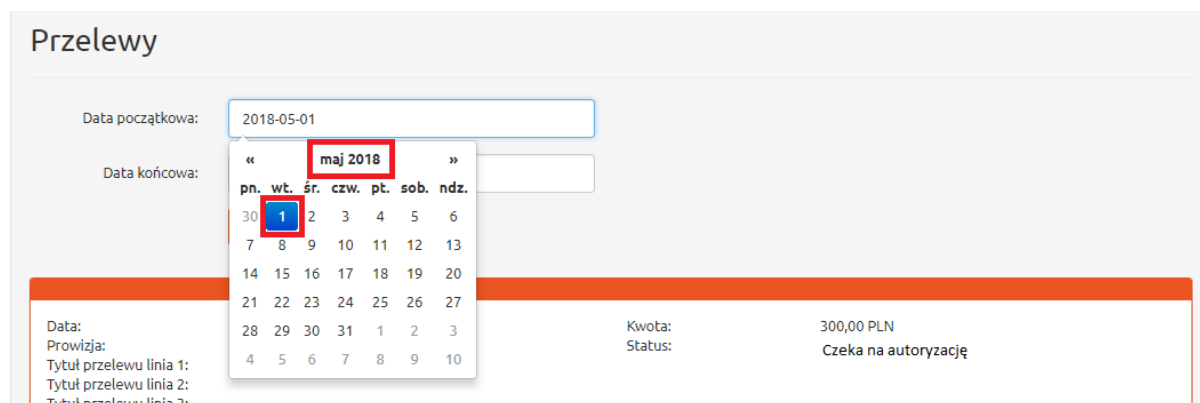 Przelewy
Data początkowa: 2018-05-01
Data końcowa:
« maj 2018 »
pn. wt. śr. czw. pt. sob. ndz.
30 1 2 3 4 5 6
7 8 9 10 11 12 13
14 15 16 17 18 19 20
21 22 23 24 25 26 27
28 29 30 31 1 2 3
4 5 6 7 8 9 10
Data:
Prowizja:
Tytuł przelewu linia 1:
Tytuł przelewu linia 2:
Tytuł przelewu linia 3:
Kwota: 300,00 PLN
Status: Czeka na autoryzację